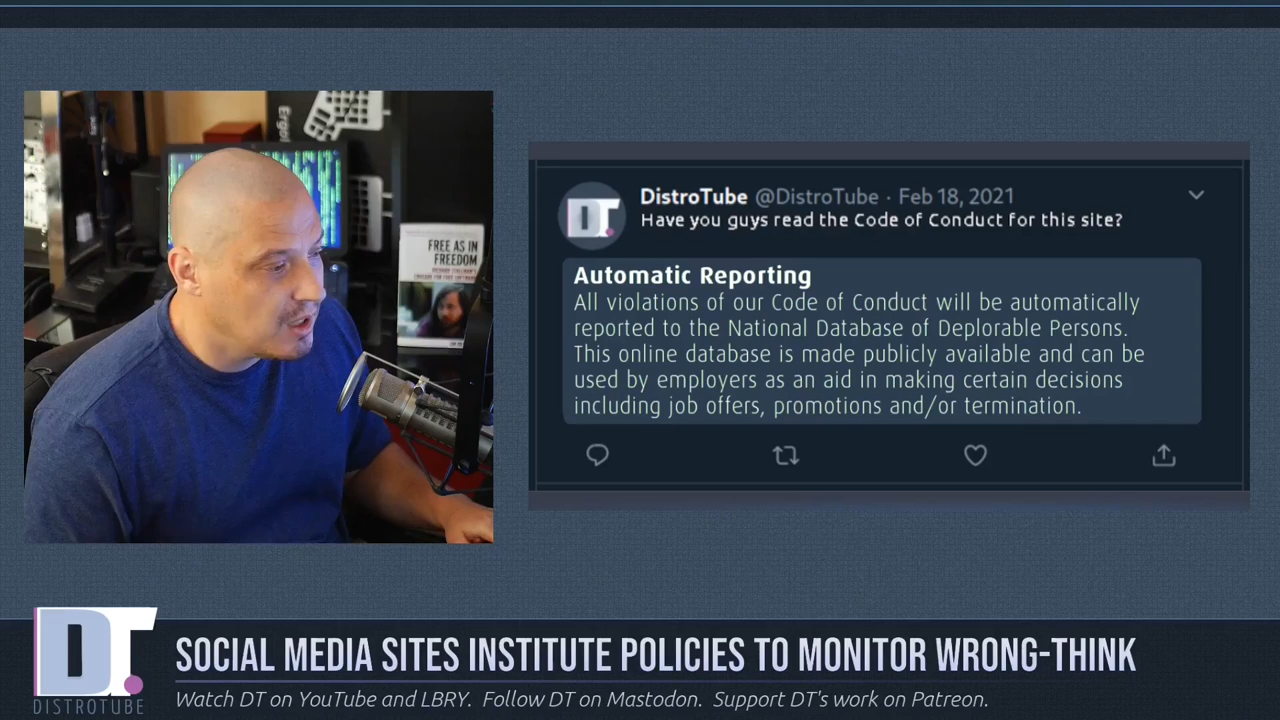 Ergo
FREE AS IN
FREEDOM
DT
DistroTube @DistroTube · Feb 18, 2021
Have you guys read the Code of Conduct for this site?
Automatic Reporting
All violations of our Code of Conduct will be automatically
reported to the National Database of Deplorable Persons.
This online database is made publicly available and can be
used by employers as an aid in making certain decisions
including job offers, promotions and/or termination.
DT
DISTROTUBE
SOCIAL MEDIA SITES INSTITUTE POLICIES TO MONITOR WRONG-THINK
Watch DT on YouTube and LBRY. Follow DT on Mastodon. Support DT's work on Patreon.